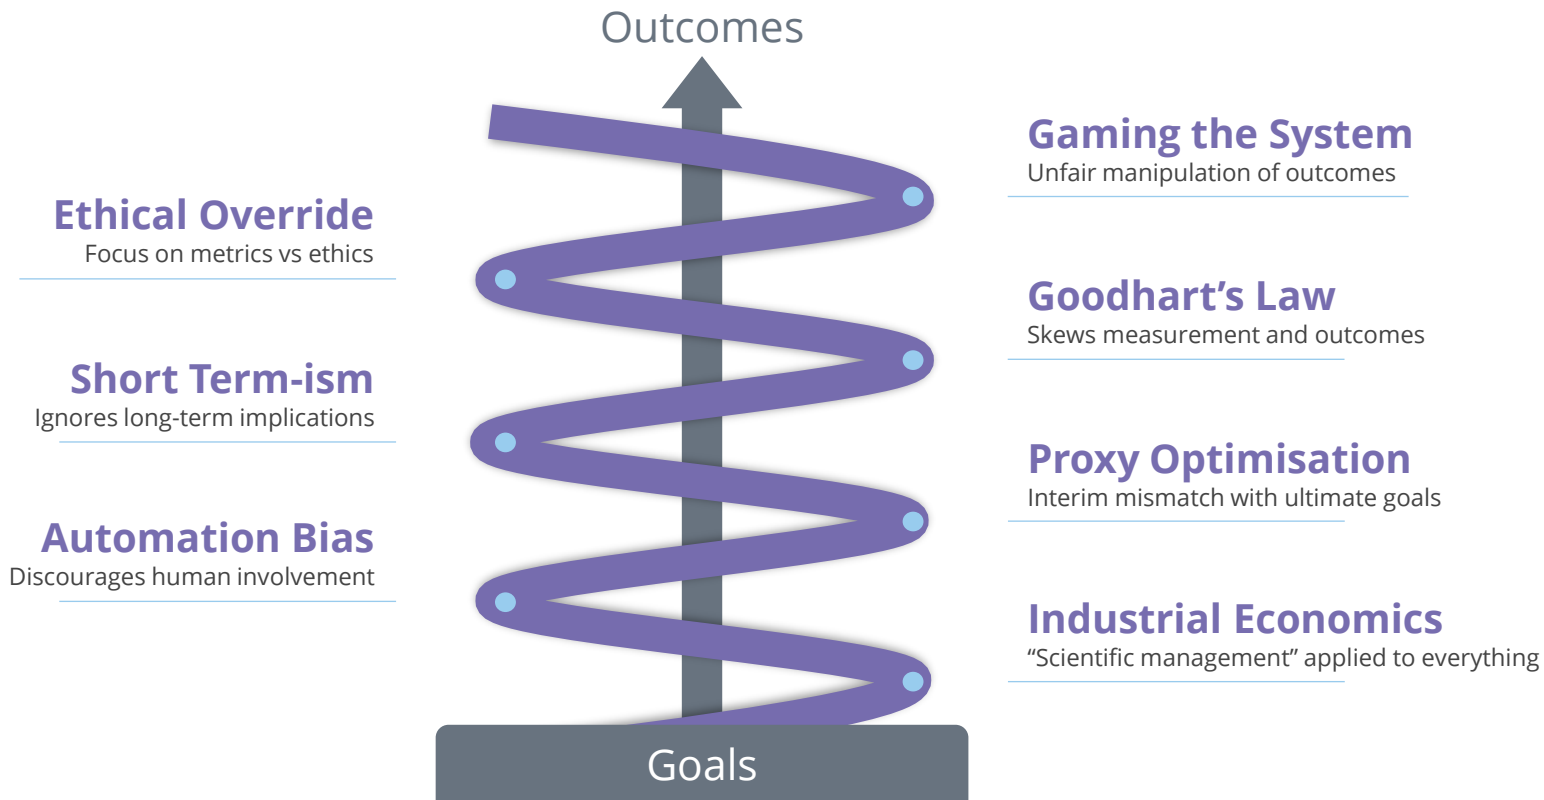 Outcomes
Gaming the System
Unfair manipulation of outcomes
Ethical Override
Focus on metrics vs ethics
Goodhart’s Law
Skews measurement and outcomes
Short Term-ism
Ignores long-term implications
Proxy Optimisation
Interim mismatch with ultimate goals
Automation Bias
Discourages human involvement
Industrial Economics
“Scientific management” applied to everything
Goals